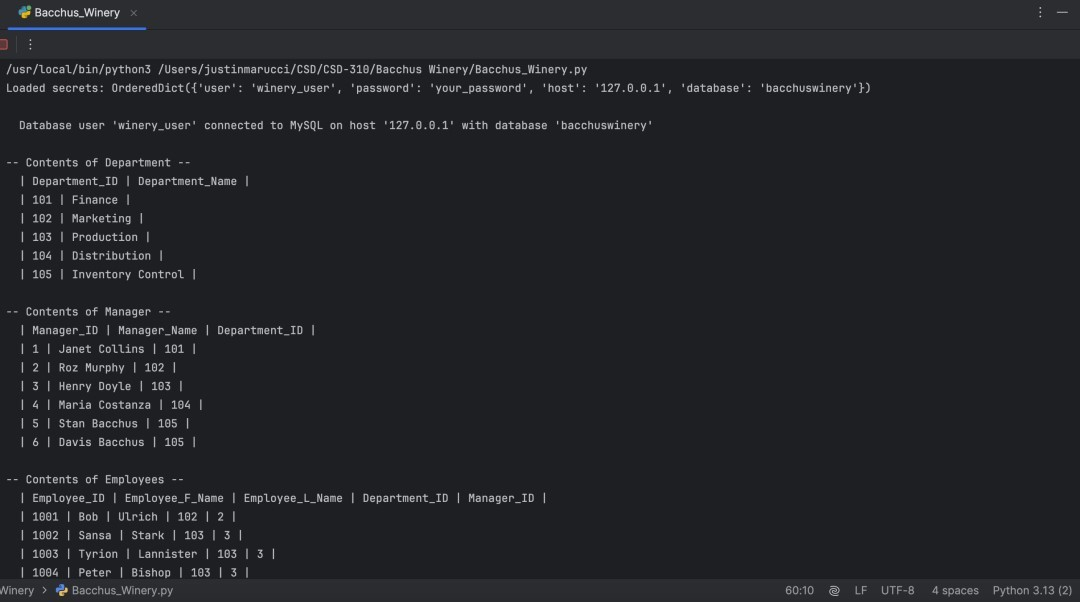 Bacchus_Winery
/usr/local/bin/python3 /Users/justinmarucci/CSD/CSD-310/Bacchus Winery/Bacchus_Winery.py
Loaded secrets: OrderedDict({'user': 'winery_user', 'password': 'your_password', 'host': '127.0.0.1', 'database': 'bacchuswinery'})
Database user 'winery_user' connected to MySQL on host '127.0.0.1' with database 'bacchuswinery'
-- Contents of Department --
| Department_ID | Department_Name |
| 101 | Finance |
| 102 | Marketing |
| 103 | Production |
| 104 | Distribution |
| 105 | Inventory Control |
-- Contents of Manager --
| Manager_ID | Manager_Name | Department_ID |
| 1 | Janet Collins | 101 |
| 2 | Roz Murphy | 102 |
| 3 | Henry Doyle | 103 |
| 4 | Maria Costanza | 104 |
| 5 | Stan Bacchus | 105 |
| 6 | Davis Bacchus | 105 |
-- Contents of Employees --
| Employee_ID | Employee_F_Name | Employee_L_Name | Department_ID | Manager_ID |
| 1001 | Bob | Ulrich | 102 | 2 |
| 1002 | Sansa | Stark | 103 | 3 |
| 1003 | Tyrion | Lannister | 103 | 3 |
| 1004 | Peter | Bishop | 103 | 3 |
Winery > Bacchus_Winery.py 60:10 LF UTF-8 4 spaces Python 3.13 (2)